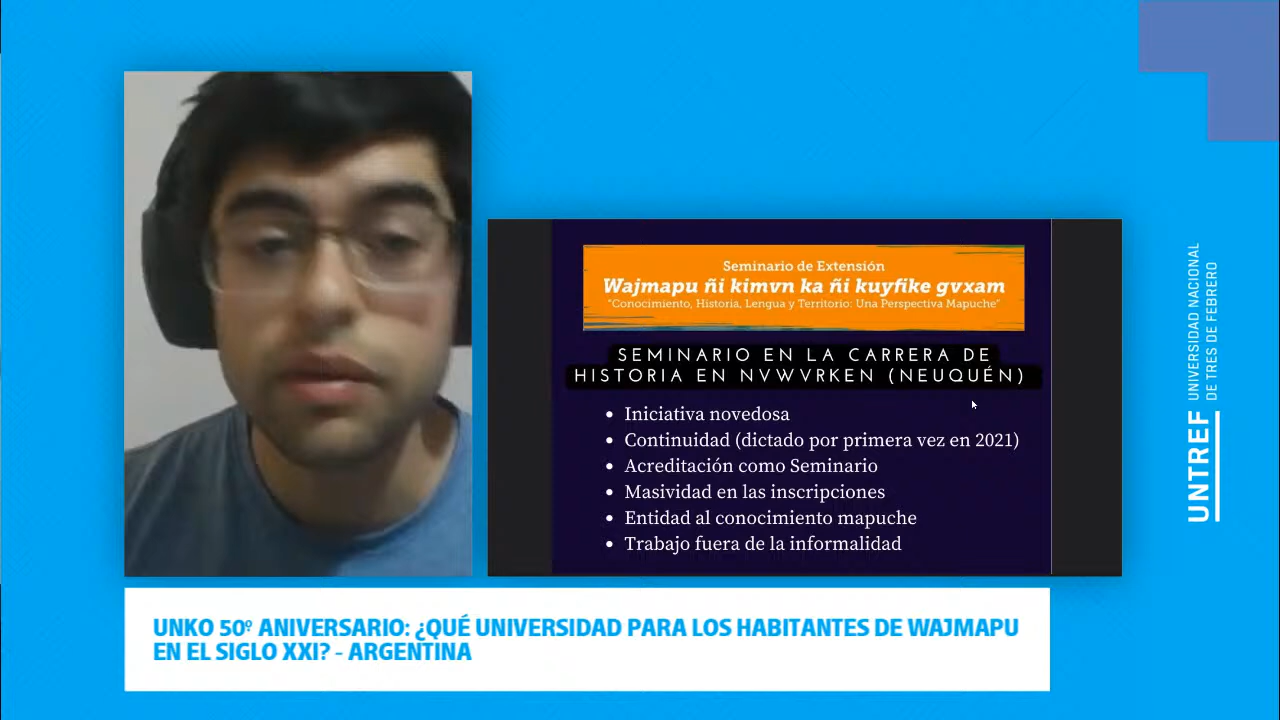 Seminario de Extensión
Wajmapu ñi kimvn ka ñi kuyfike gvxam
"Conocimiento, Historia, Lengua y Territorio: Una Perspectiva Mapuche"
SEMINARIO EN LA CARRERA DE
HISTORIA EN NVWVRKEN (NEUQUÉN)
• Iniciativa novedosa
• Continuidad (dictado por primera vez en 2021)
• Acreditación como Seminario
• Masividad en las inscripciones
• Entidad al conocimiento mapuche
• Trabajo fuera de la informalidad
UNTREF
UNIVERSIDAD NACIONAL
DE TRES DE FEBRERO
UNKO 50º ANIVERSARIO: ¿QUÉ UNIVERSIDAD PARA LOS HABITANTES DE WAJMAPU
EN EL SIGLO XXI? - ARGENTINA